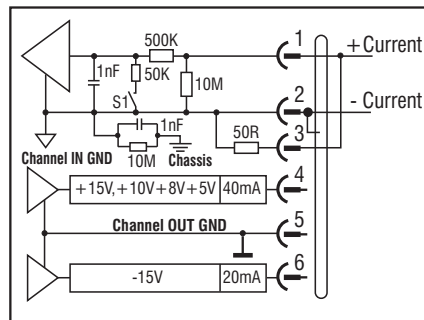 500K
1
+Current
1nF
50K
10M
S1
2
- Current
1nF
50R
3
Channel IN GND
10M
Chassis
4
+15V,+10V+8V+5V
40mA
Channel OUT GND
5
6
-15V
20mA